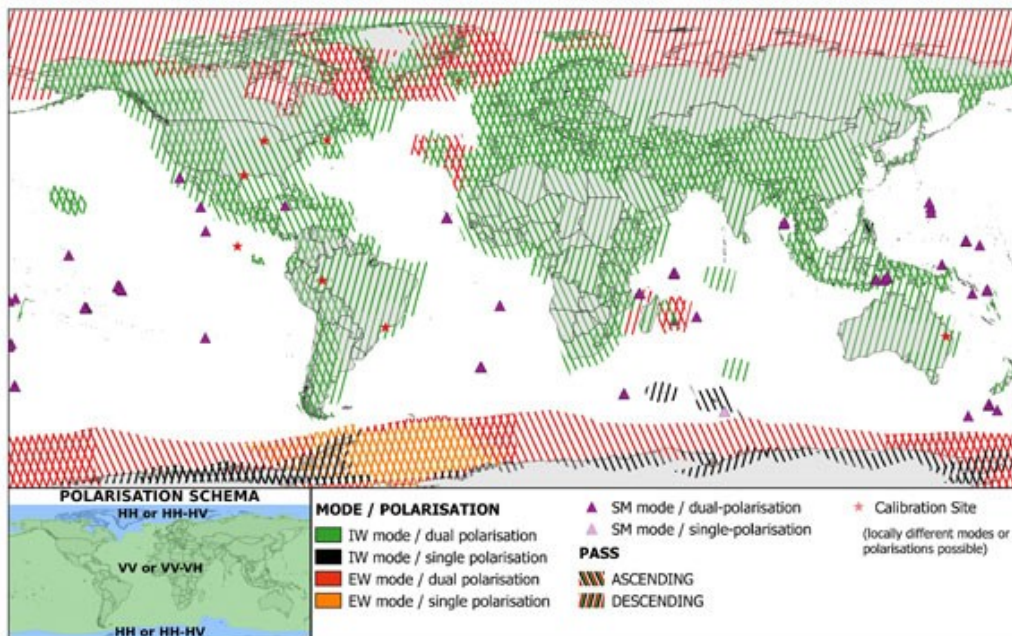 POLARISATION SCHEMA
HH or HH-HV
VV or VV-VH
HH or HH-HV
MODE / POLARISATION
IW mode / dual polarisation
IW mode / single polarisation
EW mode / dual polarisation
EW mode / single polarisation
SM mode / dual-polarisation
SM mode / single-polarisation
PASS
ASCENDING
DESCENDING
Calibration Site
(locally different modes or
polarisations possible)